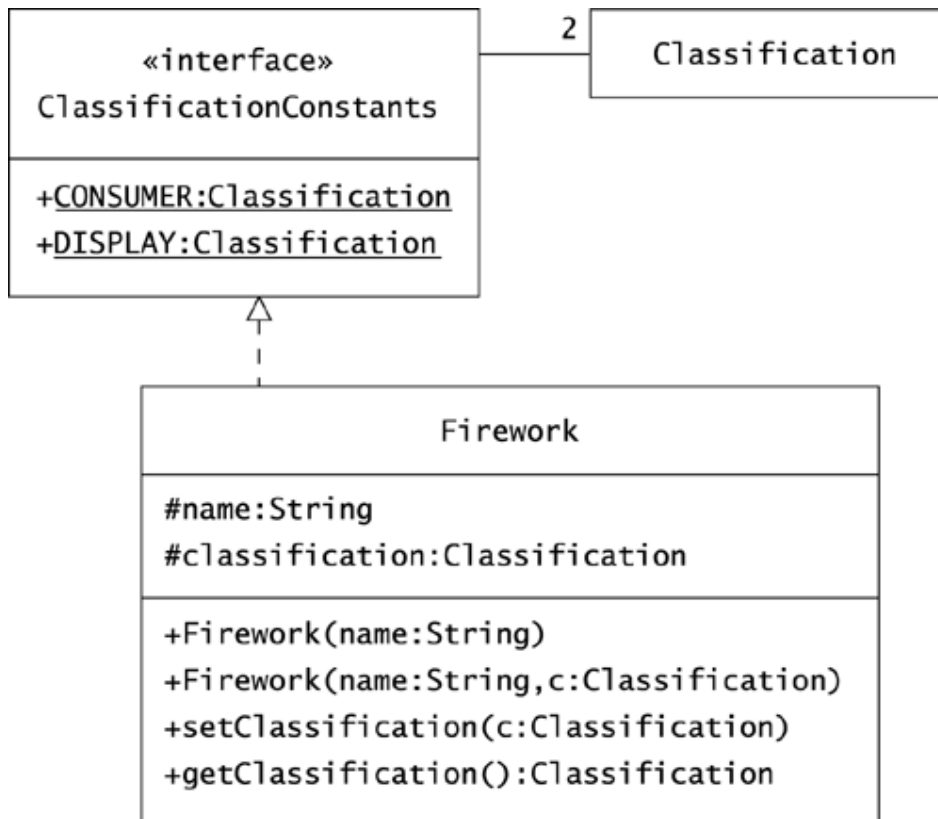 «interface»
ClassificationConstants
+CONSUMER:Classification
+DISPLAY:Classification
2
Classification
Firework
#name:String
#classification:Classification
+Firework(name:String)
+Firework(name:String,c:Classification)
+setClassification(c:Classification)
+getClassification():Classification